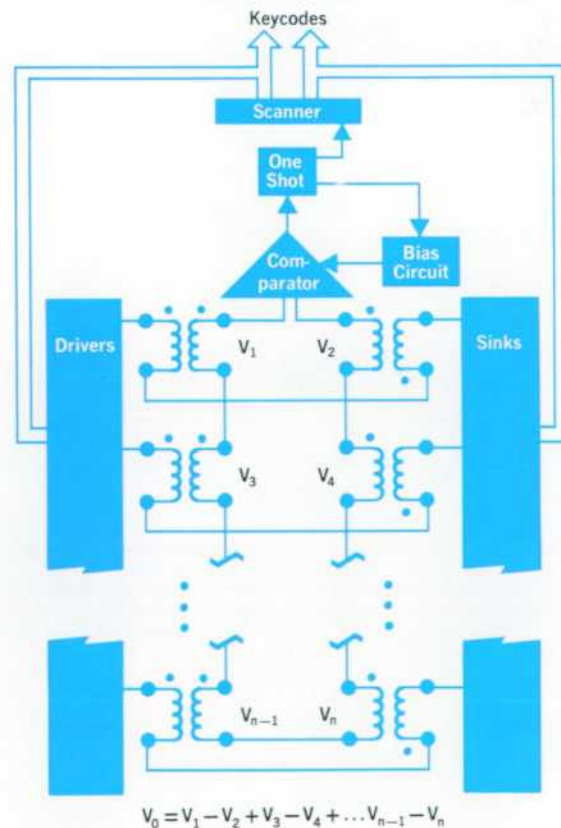 Keycodes
Scanner
One
Shot
Com-
parator
Bias
Circuit
Drivers
V₁
V₂
Sinks
V₃
V₄
Vₙ₋₁
Vₙ
V₀ = V₁ – V₂ + V₃ – V₄ + ... Vₙ₋₁ – Vₙ